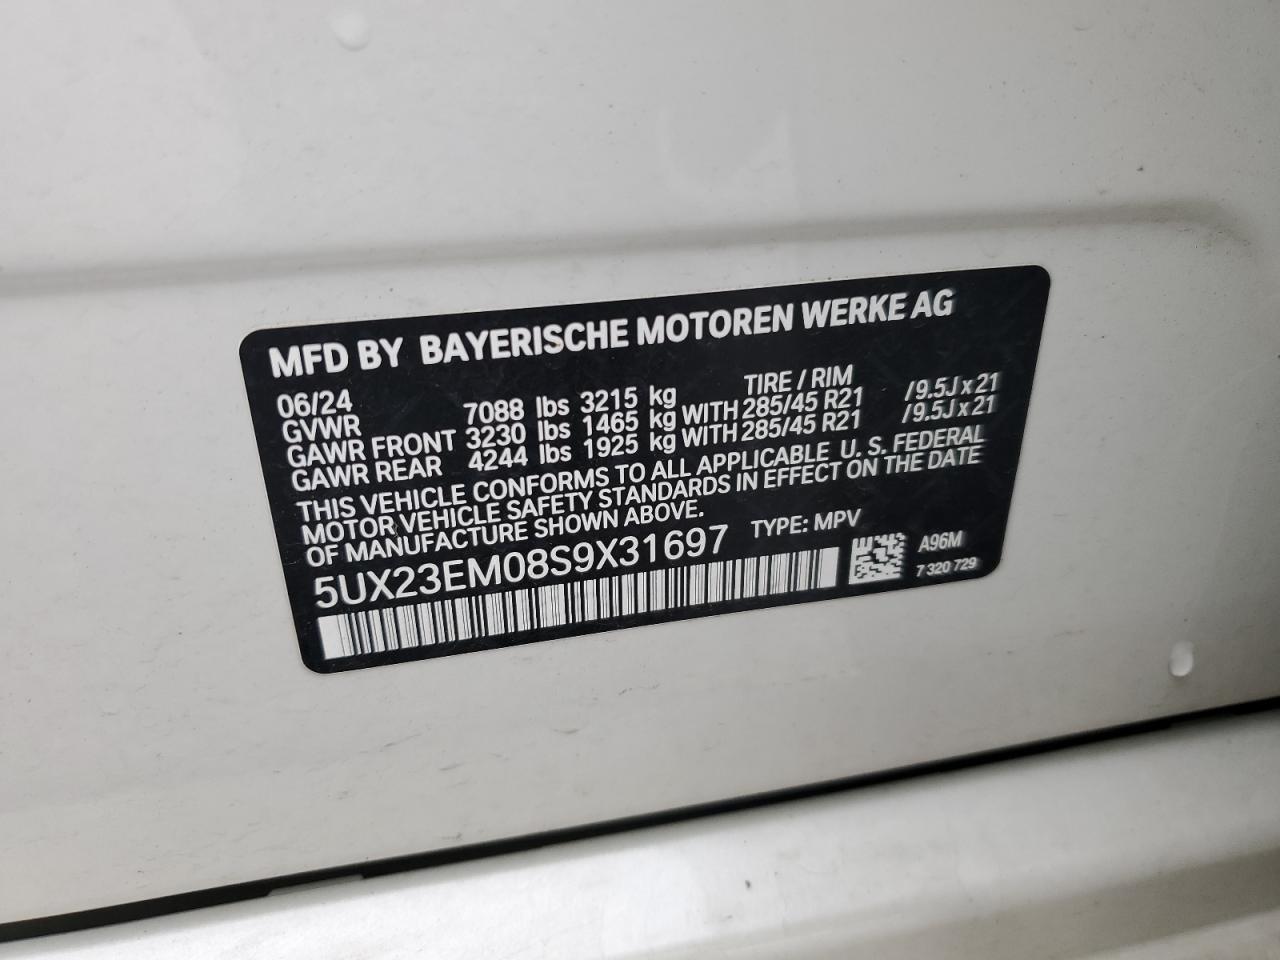 MFD BY BAYERISCHE MOTOREN WERKE AG
06/24 TIRE / RIM
GVWR 7088 lbs 3215 kg
GAWR FRONT 3230 lbs 1465 kg WITH 285/45 R21 /9.5J x 21
GAWR REAR 4244 lbs 1925 kg WITH 285/45 R21 /9.5J x 21
THIS VEHICLE CONFORMS TO ALL APPLICABLE U. S. FEDERAL
MOTOR VEHICLE SAFETY STANDARDS IN EFFECT ON THE DATE
OF MANUFACTURE SHOWN ABOVE.
5UX23EM08S9X31697 TYPE: MPV
A96M
7 320 729